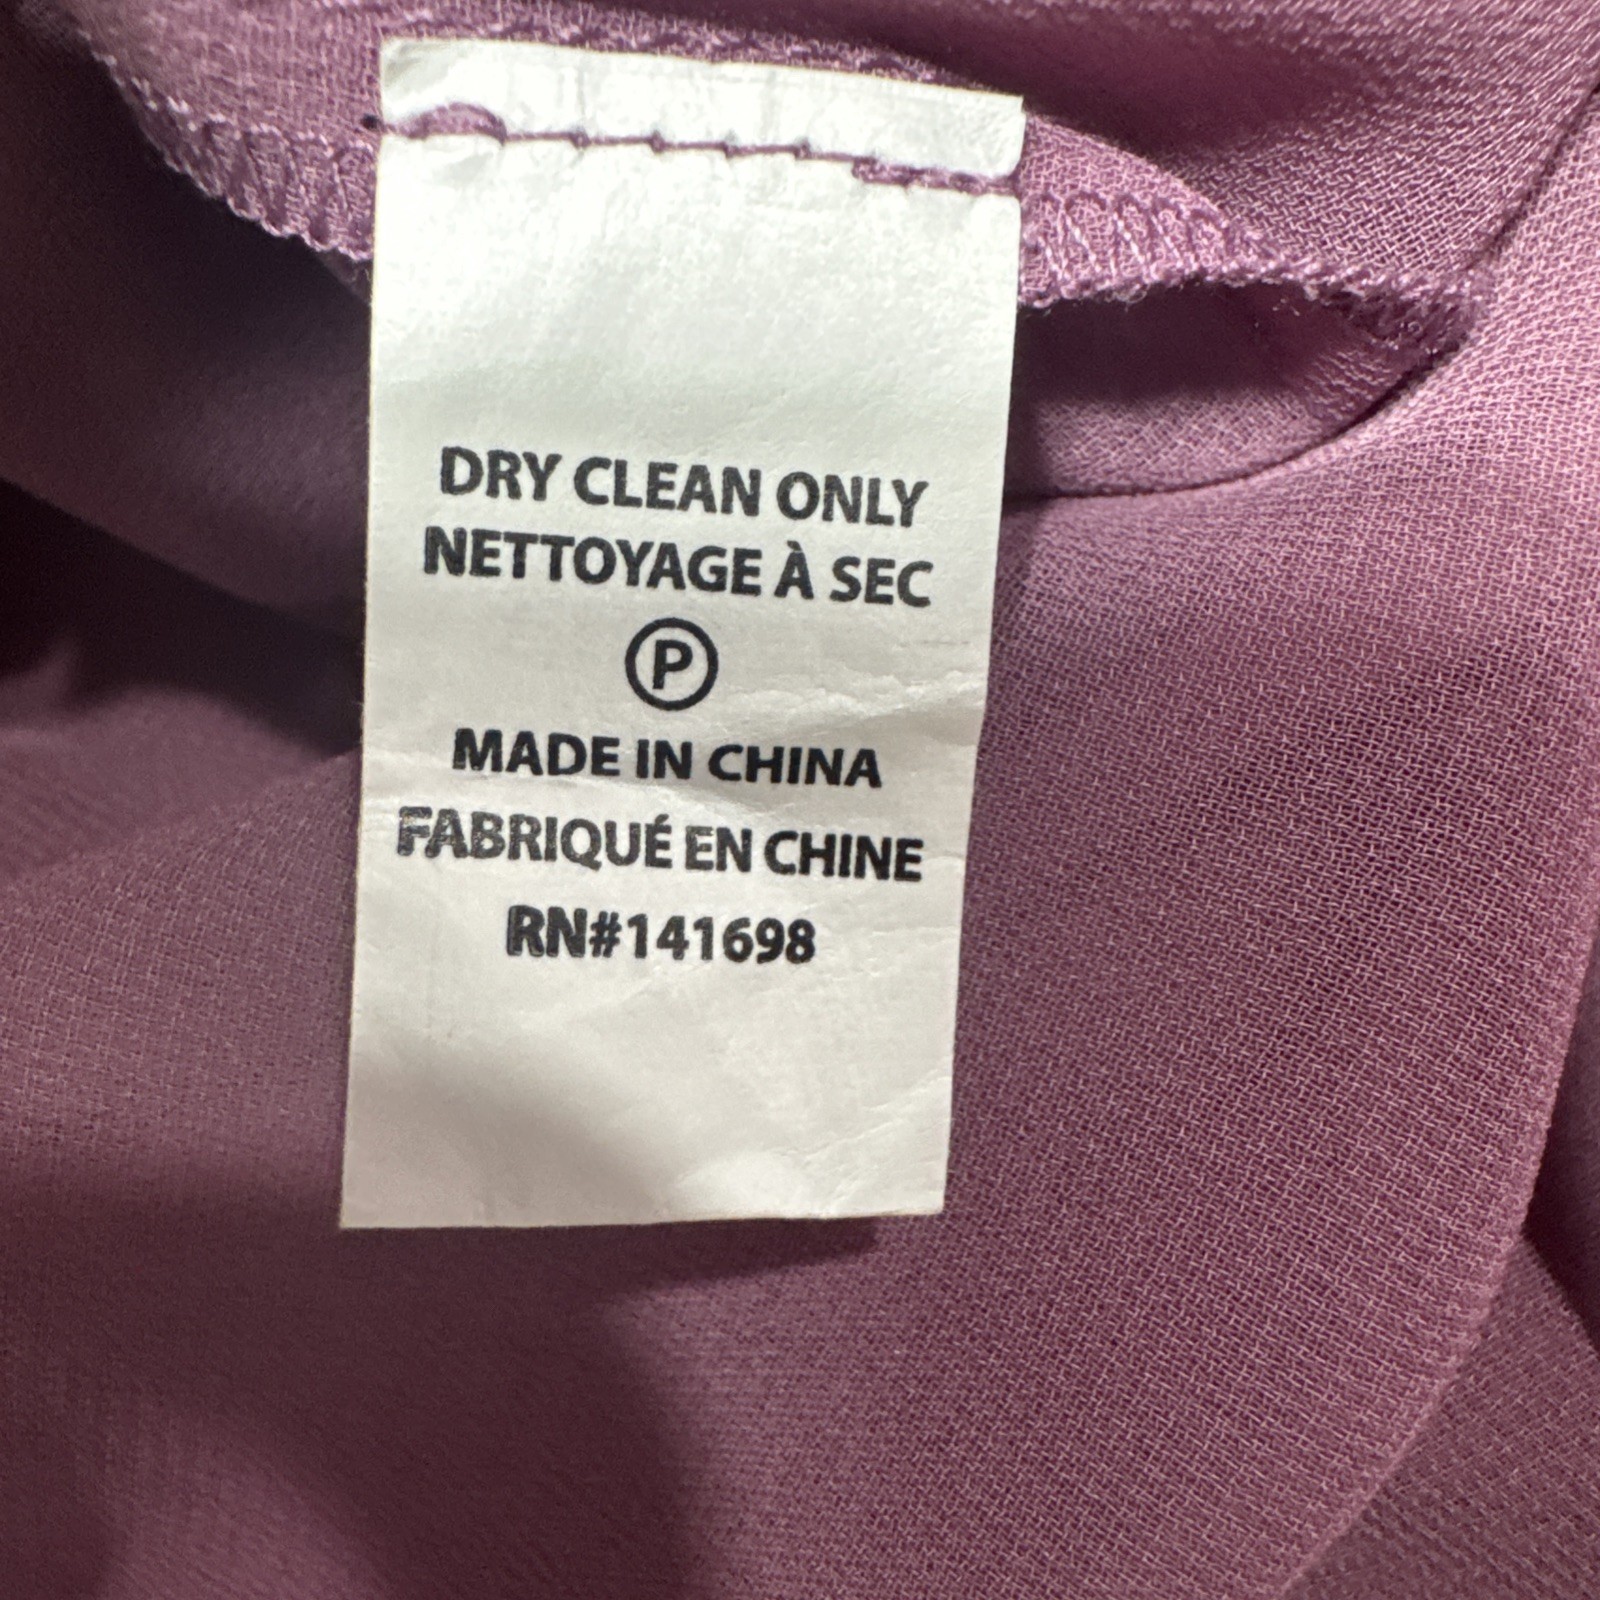 DRY CLEAN ONLY
NETTOYAGE À SEC
P
MADE IN CHINA
FABRIQUÉ EN CHINE
RN#141698